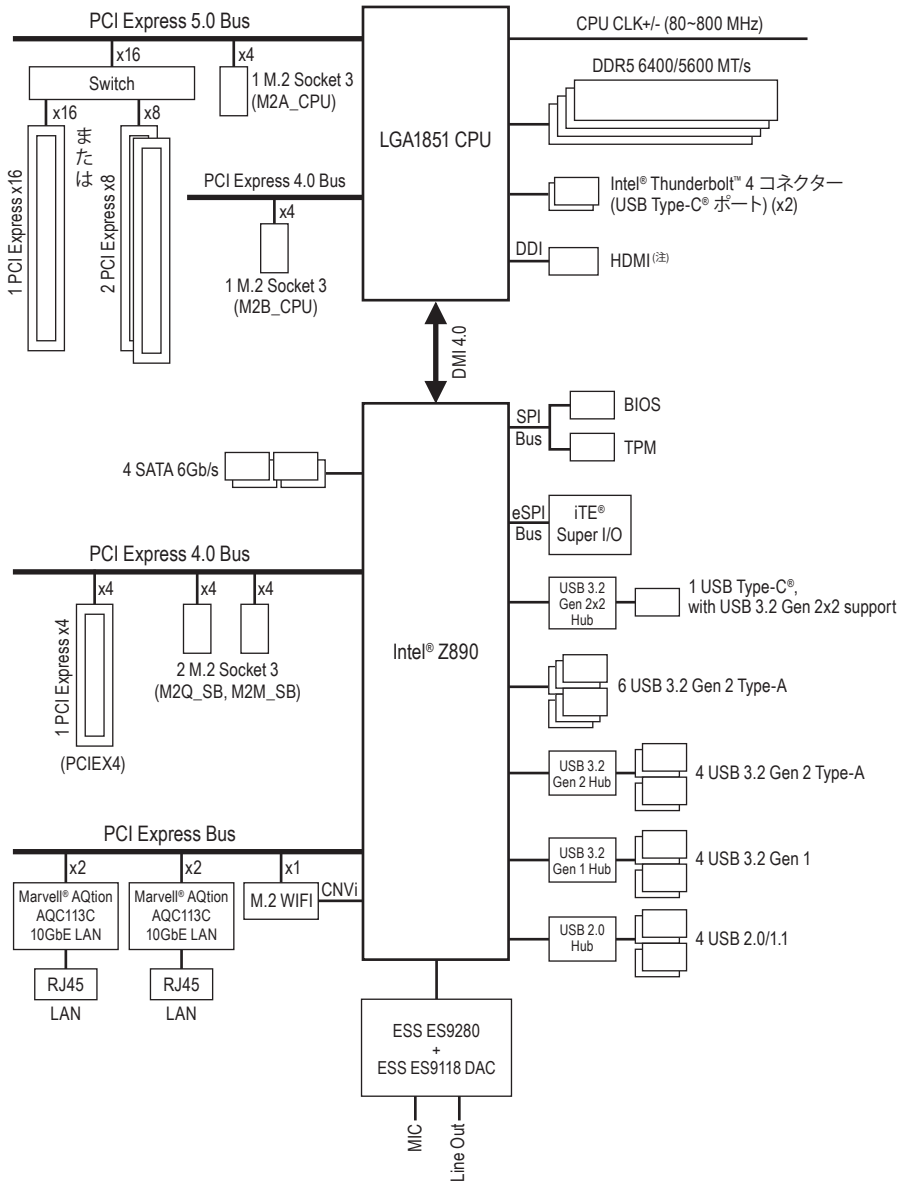 PCI Express 5.0 Bus
x16
Switch
x16
または
x8
1 PCI Express x16
2 PCI Express x8
x4
1 M.2 Socket 3
(M2A_CPU)
PCI Express 4.0 Bus
x4
1 M.2 Socket 3
(M2B_CPU)
LGA1851 CPU
CPU CLK+/- (80~800 MHz)
DDR5 6400/5600 MT/s
Intel® Thunderbolt™ 4 コネクター
(USB Type-C® ポート) (x2)
DDI
HDMI(注)
DMI 4.0
4 SATA 6Gb/s
PCI Express 4.0 Bus
x4
x4
x4
1 PCI Express x4
(PCIEX4)
2 M.2 Socket 3
(M2Q_SB, M2M_SB)
Intel® Z890
SPI
Bus
BIOS
TPM
eSPI
Bus
iTE®
Super I/O
USB 3.2
Gen 2x2
Hub
1 USB Type-C®,
with USB 3.2 Gen 2x2 support
6 USB 3.2 Gen 2 Type-A
USB 3.2
Gen 2 Hub
4 USB 3.2 Gen 2 Type-A
USB 3.2
Gen 1 Hub
4 USB 3.2 Gen 1
USB 2.0
Hub
4 USB 2.0/1.1
PCI Express Bus
x2
x2
x1
Marvell® AQtion
AQC113C
10GbE LAN
RJ45
LAN
Marvell® AQtion
AQC113C
10GbE LAN
RJ45
LAN
M.2 WIFI
CNVi
ESS ES9280
+
ESS ES9118 DAC
MIC
Line Out